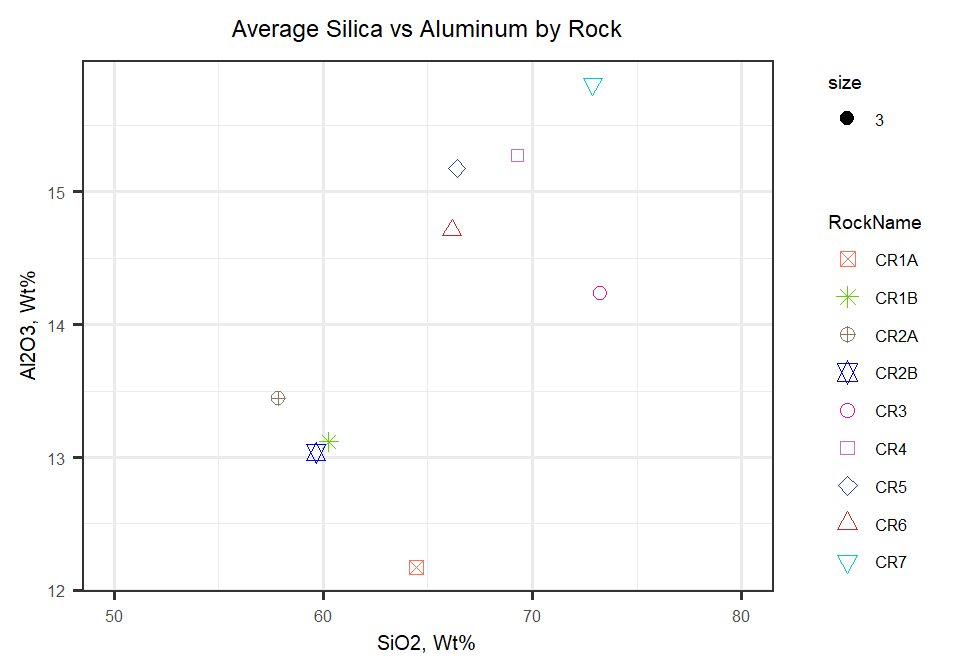 Average Silica vs Aluminum by Rock
Al2O3, Wt%
15
14
13
12
50 60 70 80
SiO2, Wt%
size
3
RockName
CR1A
CR1B
CR2A
CR2B
CR3
CR4
CR5
CR6
CR7